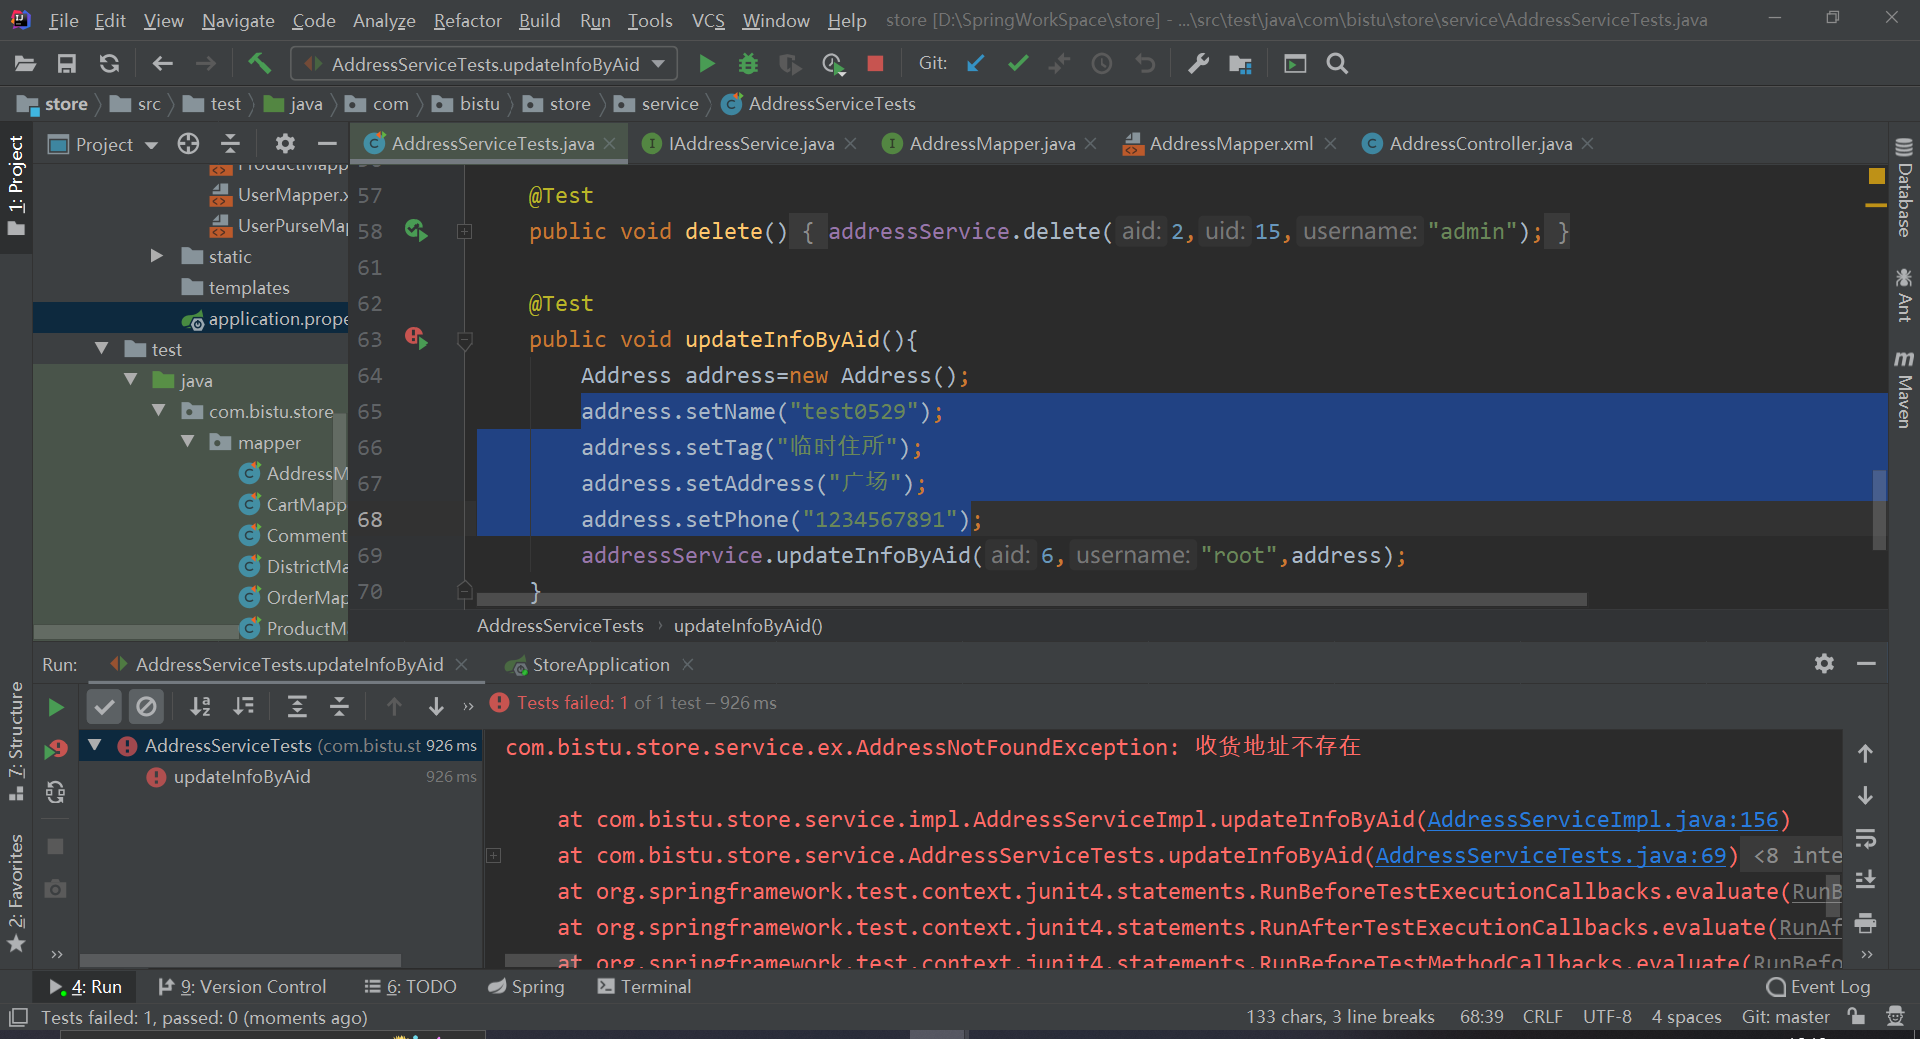 File Edit View Navigate Code Analyze Refactor Build Run Tools VCS Window Help store [D:\SpringWorkSpace\store] - ...\src\test\java\com\bistu\store\service\AddressServiceTests.java
AddressServiceTests.updateInfoByAid Git:
store src test java com bistu store service AddressServiceTests
Project AddressServiceTests.java IAddressService.java AddressMapper.java AddressMapper.xml AddressController.java
1: Project
7: Structure
2: Favorites
Database
Ant
Maven
ProductMapp
UserMapper.x
UserPurseMap
static
templates
application.prope
test
java
com.bistu.store
mapper
AddressM
CartMapp
Comment
DistrictMa
OrderMap
ProductM
57 @Test
58 public void delete() { addressService.delete( aid: 2, uid: 15, username: "admin"); }
61
62 @Test
63 public void updateInfoByAid(){
64 Address address=new Address();
65 address.setName("test0529");
66 address.setTag("临时住所");
67 address.setAddress("广场");
68 address.setPhone("1234567891");
69 addressService.updateInfoByAid( aid: 6, username: "root",address);
70 }
AddressServiceTests › updateInfoByAid()
Run: AddressServiceTests.updateInfoByAid StoreApplication
Tests failed: 1 of 1 test – 926 ms
AddressServiceTests (com.bistu.st 926 ms
updateInfoByAid 926 ms
com.bistu.store.service.ex.AddressNotFoundException: 收货地址不存在
at com.bistu.store.service.impl.AddressServiceImpl.updateInfoByAid(AddressServiceImpl.java:156)
at com.bistu.store.service.AddressServiceTests.updateInfoByAid(AddressServiceTests.java:69) <8 inte
at org.springframework.test.context.junit4.statements.RunBeforeTestExecutionCallbacks.evaluate(RunB
at org.springframework.test.context.junit4.statements.RunAfterTestExecutionCallbacks.evaluate(RunAf
at org.springframework.test.context.junit4.statements.RunBeforeTestMethodCallbacks.evaluate(RunBefo
4: Run 9: Version Control 6: TODO Spring Terminal Event Log
Tests failed: 1, passed: 0 (moments ago) 133 chars, 3 line breaks 68:39 CRLF UTF-8 4 spaces Git: master